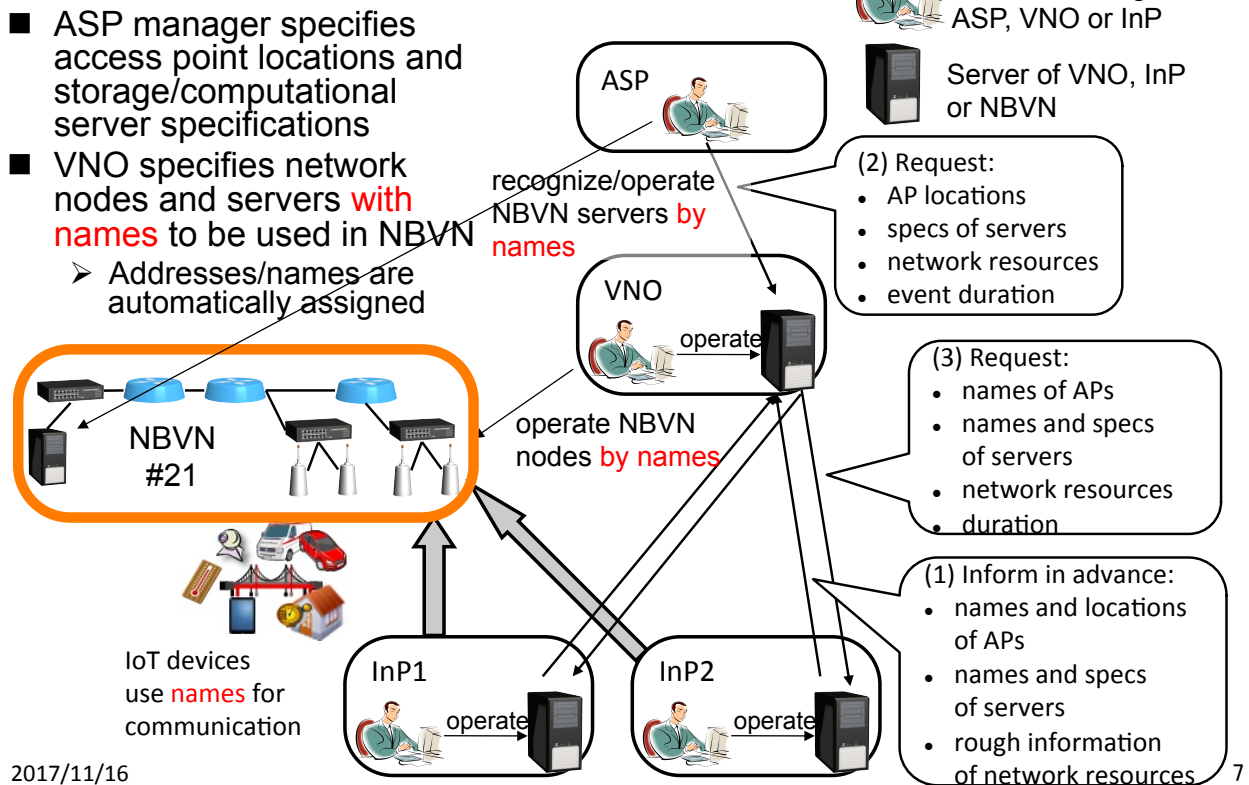 ■ ASP manager specifies
access point locations and
storage/computational
server specifications
■ VNO specifies network
nodes and servers with
names to be used in NBVN
➢ Addresses/names are
automatically assigned
ASP, VNO or InP
Server of VNO, InP
or NBVN
ASP
recognize/operate
NBVN servers by
names
(2) Request:
• AP locations
• specs of servers
• network resources
• event duration
VNO
operate
operate NBVN
nodes by names
(3) Request:
• names of APs
• names and specs
of servers
• network resources
• duration
NBVN
#21
(1) Inform in advance:
• names and locations
of APs
• names and specs
of servers
• rough information
of network resources
IoT devices
use names for
communication
InP1
operate
InP2
operate
2017/11/16
7